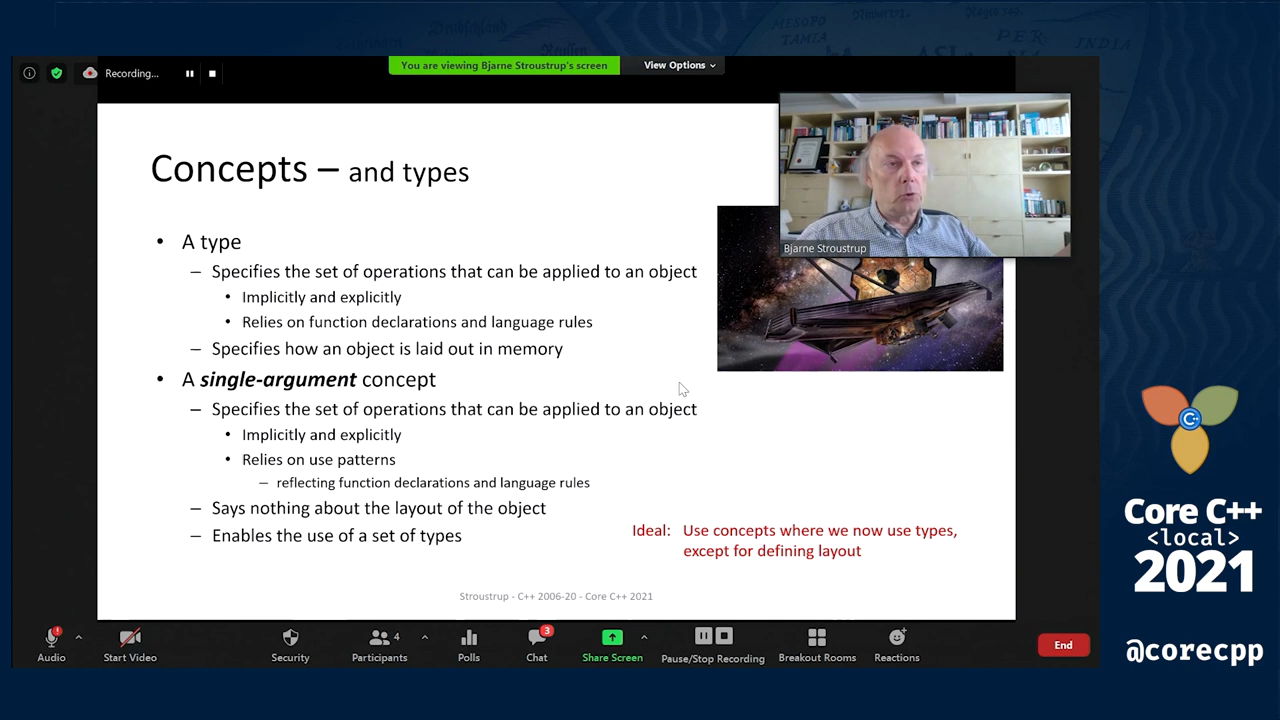 MESOPO
TAMIA
PER
INDIA
Recording...
You are viewing Bjarne Stroustrup's screen
View Options
Bjarne Stroustrup
Concepts – and types
• A type
– Specifies the set of operations that can be applied to an object
• Implicitly and explicitly
• Relies on function declarations and language rules
– Specifies how an object is laid out in memory
• A single-argument concept
– Specifies the set of operations that can be applied to an object
• Implicitly and explicitly
• Relies on use patterns
– reflecting function declarations and language rules
– Says nothing about the layout of the object
– Enables the use of a set of types
Ideal: Use concepts where we now use types,
except for defining layout
Stroustrup - C++ 2006-20 - Core C++ 2021
C++
Core C++
<local>
2021
@corecpp
4
3
Audio
Start Video
Security
Participants
Polls
Chat
Share Screen
Pause/Stop Recording
Breakout Rooms
Reactions
End